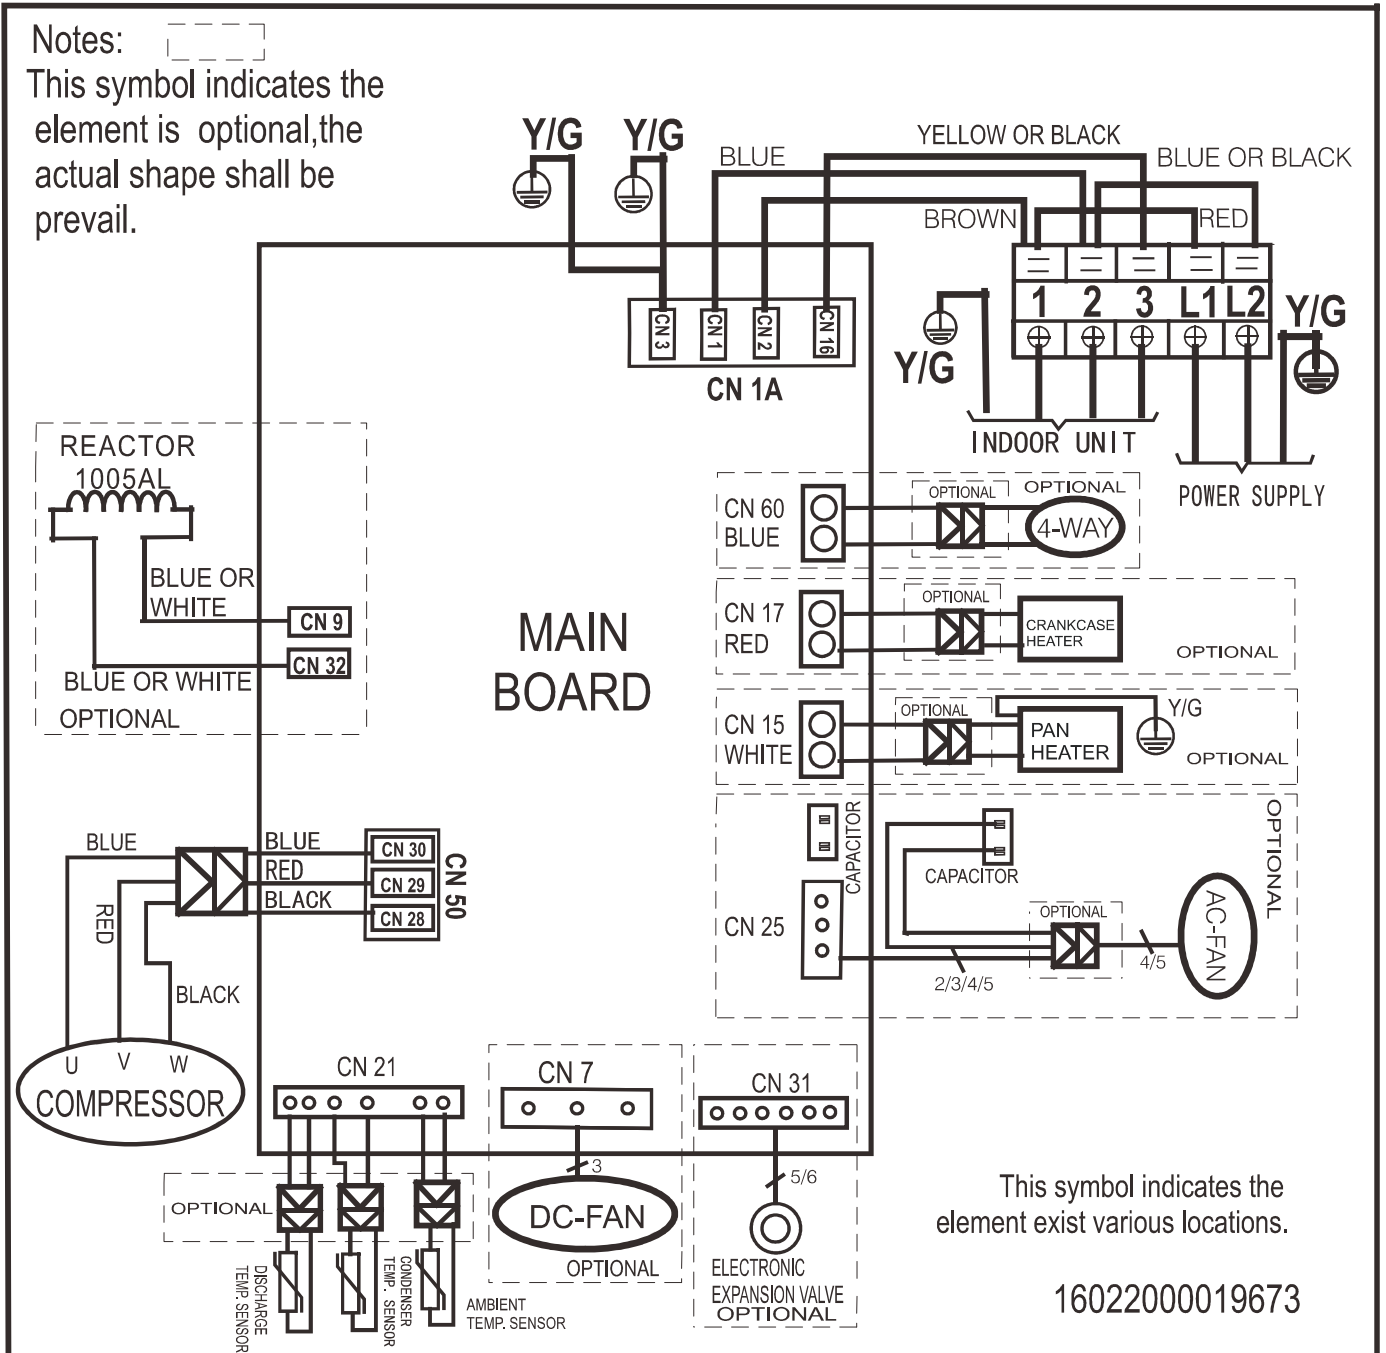 Notes:
This symbol indicates the
element is optional,the
actual shape shall be
prevail.
Y/G
Y/G
BLUE
YELLOW OR BLACK
BLUE OR BLACK
BROWN
RED
1 2 3 L1 L2
Y/G
Y/G
CN 3
CN 1
CN 2
CN 16
CN 1A
INDOOR UNIT
POWER SUPPLY
REACTOR
1005AL
BLUE OR
WHITE
CN 9
CN 32
BLUE OR WHITE
OPTIONAL
MAIN
BOARD
CN 60
BLUE
OPTIONAL
OPTIONAL
4-WAY
CN 17
RED
OPTIONAL
CRANKCASE
HEATER
OPTIONAL
CN 15
WHITE
OPTIONAL
PAN
HEATER
Y/G
OPTIONAL
CAPACITOR
CN 25
CAPACITOR
OPTIONAL
2/3/4/5
4/5
AC-FAN
OPTIONAL
BLUE
RED
BLACK
BLUE
RED
BLACK
CN 30
CN 29
CN 28
CN 50
U V W
COMPRESSOR
CN 21
OPTIONAL
DISCHARGE
TEMP. SENSOR
CONDENSER
TEMP. SENSOR
AMBIENT
TEMP. SENSOR
CN 7
3
DC-FAN
OPTIONAL
CN 31
5/6
ELECTRONIC
EXPANSION VALVE
OPTIONAL
This symbol indicates the
element exist various locations.
16022000019673